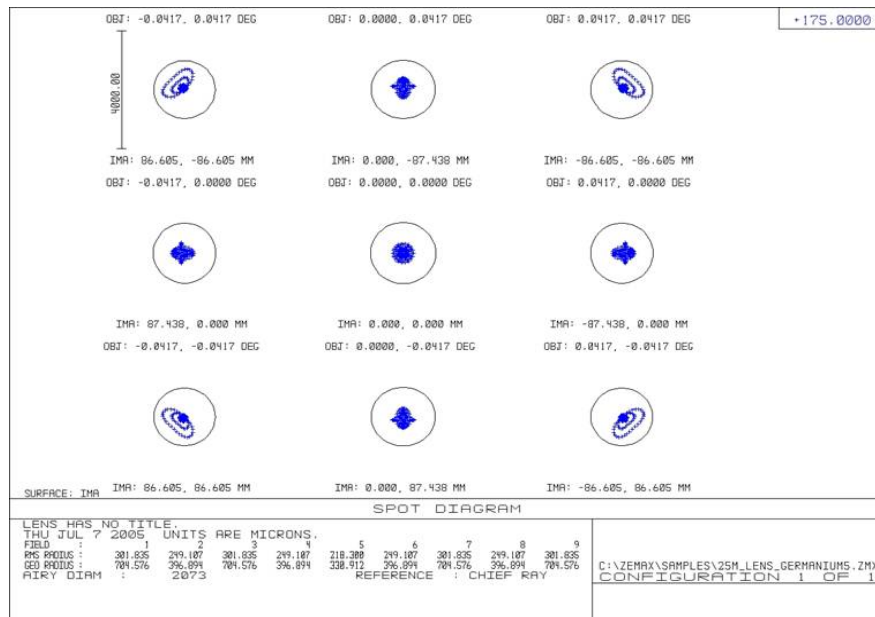 OBJ: -0.0417, 0.0417 DEG OBJ: 0.0000, 0.0417 DEG OBJ: 0.0417, 0.0417 DEG
+175.0000
4000.00
IMA: 86.605, -86.605 MM IMA: 0.000, -87.438 MM IMA: -86.605, -86.605 MM
OBJ: -0.0417, 0.0000 DEG OBJ: 0.0000, 0.0000 DEG OBJ: 0.0417, 0.0000 DEG
IMA: 87.438, 0.000 MM IMA: 0.000, 0.000 MM IMA: -87.438, 0.000 MM
OBJ: -0.0417, -0.0417 DEG OBJ: 0.0000, -0.0417 DEG OBJ: 0.0417, -0.0417 DEG
IMA: 86.605, 86.605 MM IMA: 0.000, 87.438 MM IMA: -86.605, 86.605 MM
SURFACE: IMA
SPOT DIAGRAM
LENS HAS NO TITLE.
THU JUL 7 2005 UNITS ARE MICRONS.
FIELD : 1 2 3 4 5 6 7 8 9
RMS RADIUS : 301.835 249.107 301.835 249.107 218.300 249.107 301.835 249.107 301.835
GEO RADIUS : 704.576 396.894 704.576 396.894 330.912 396.894 704.576 396.894 704.576
AIRY DIAM : 2073 REFERENCE : CHIEF RAY
C:\ZEMAX\SAMPLES\25M_LENS_GERMANIUM5.ZMX
CONFIGURATION 1 OF 1